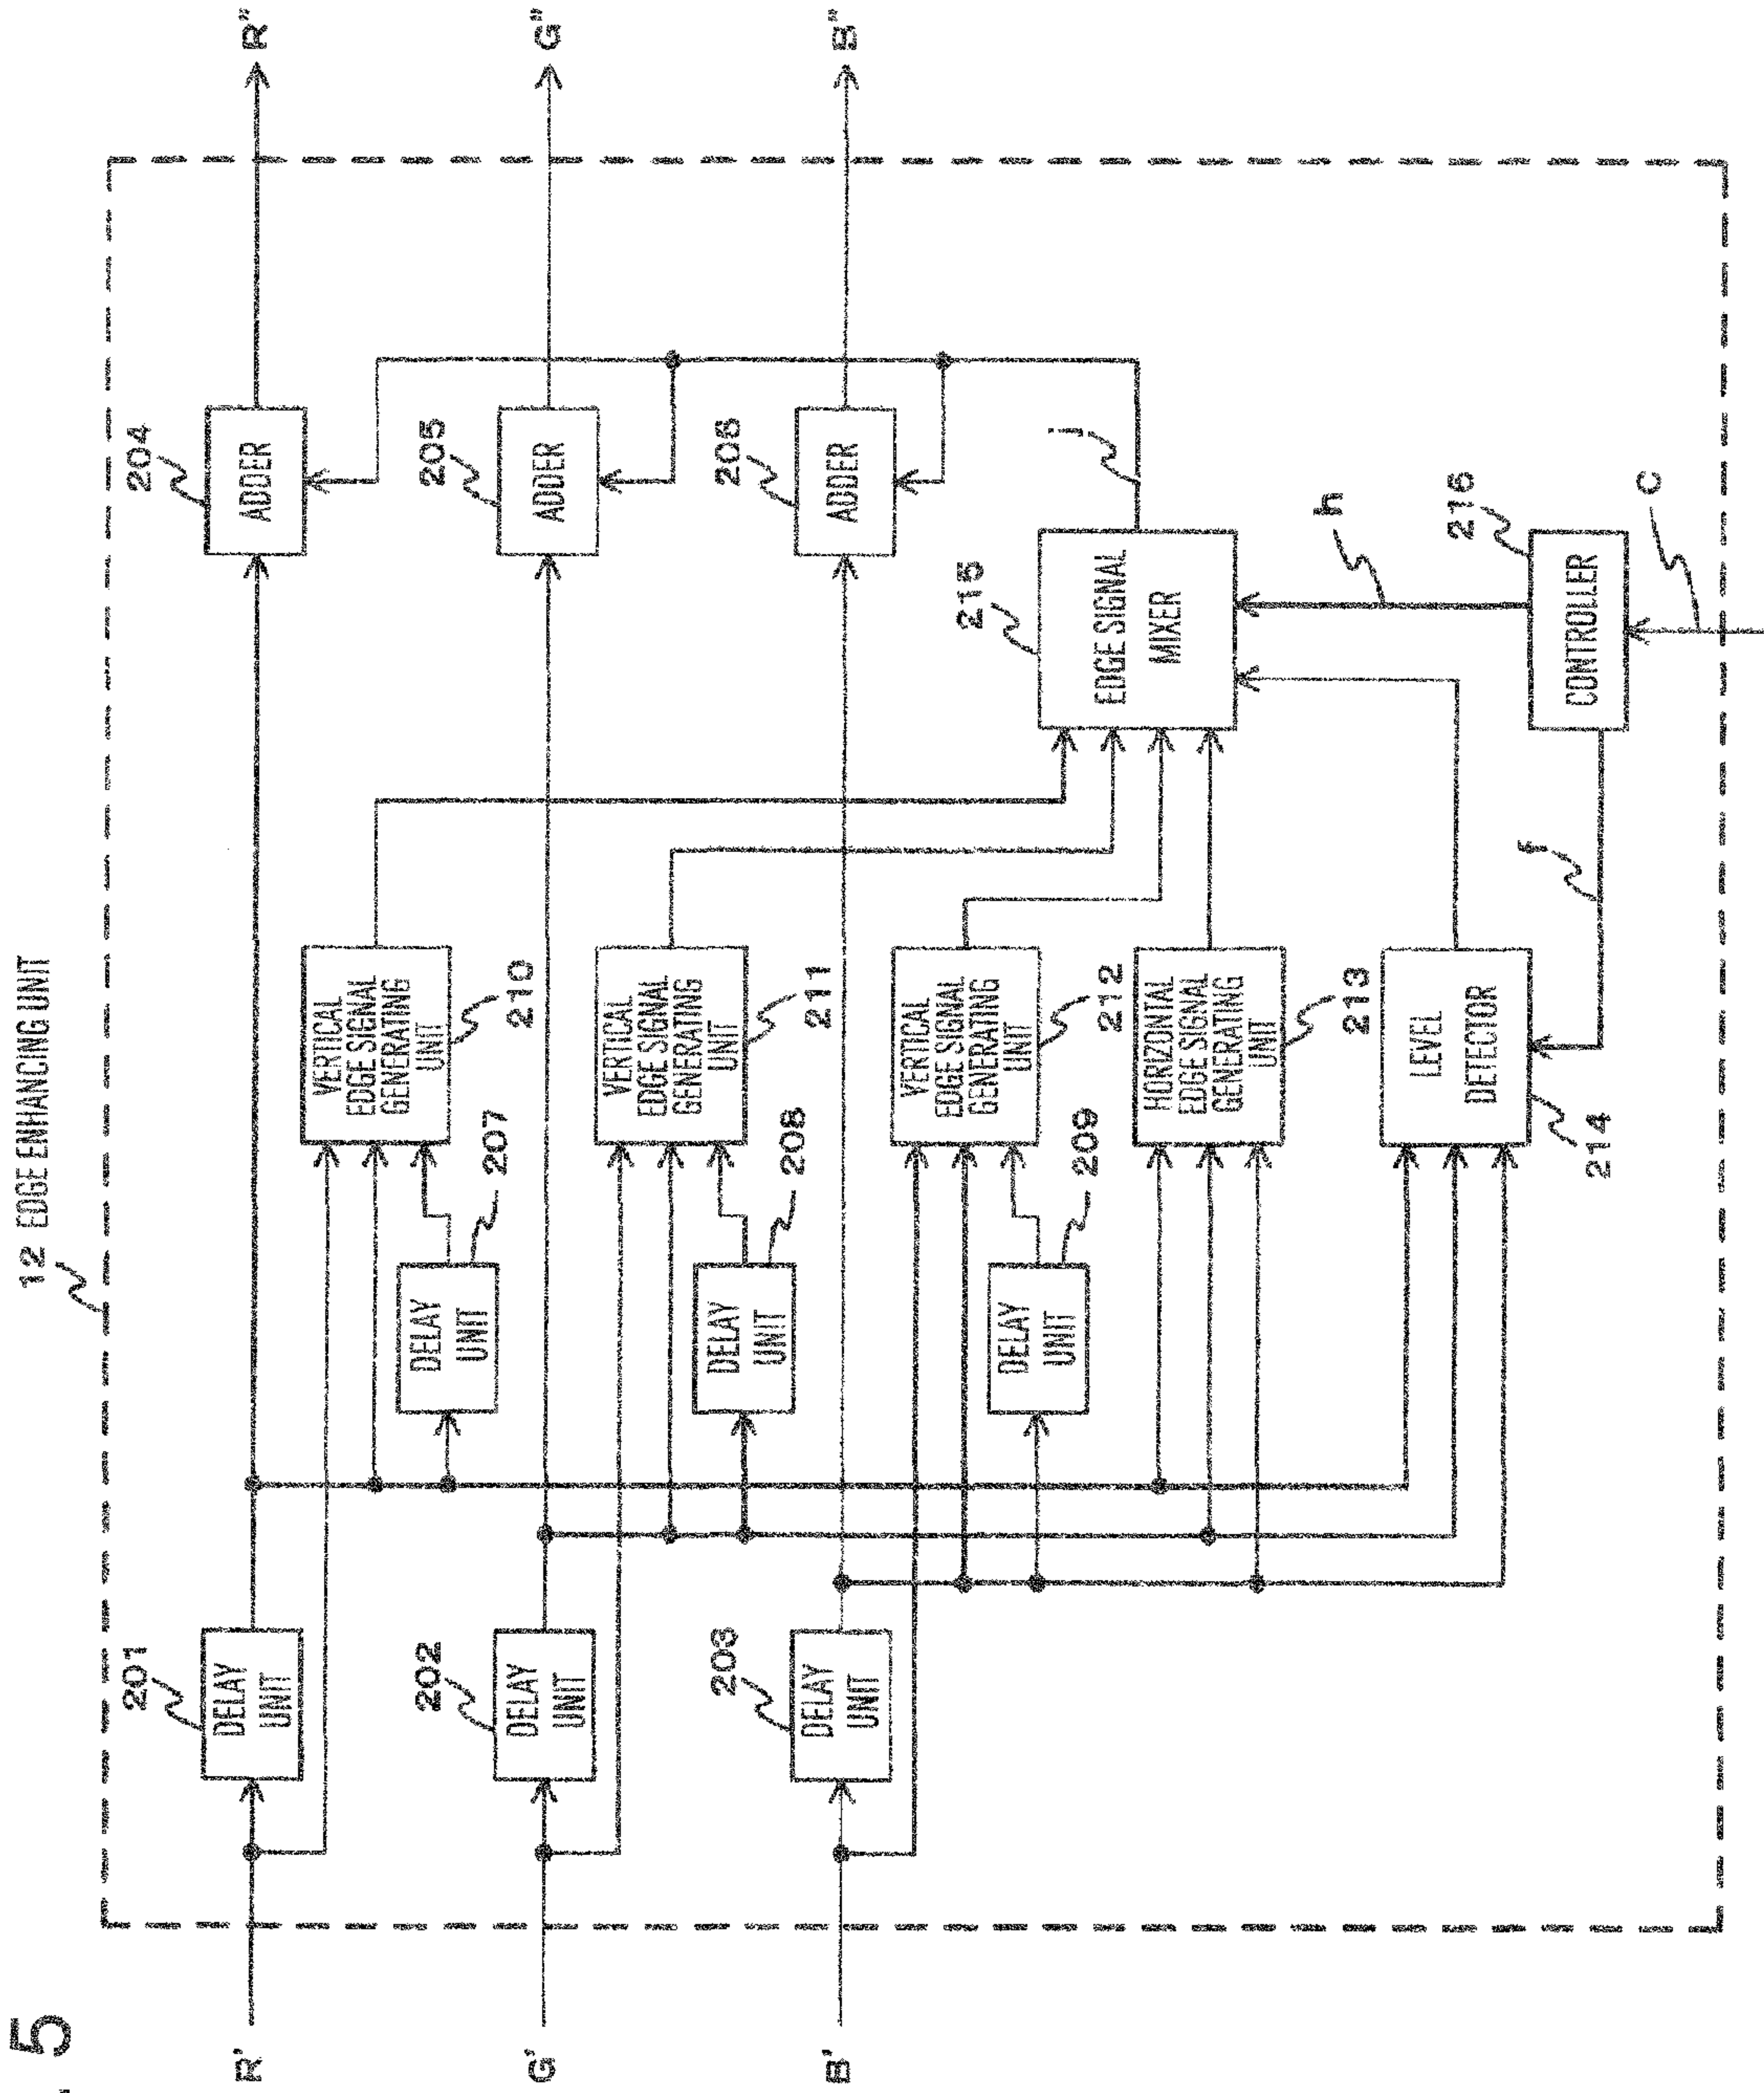 5
12 EDGE ENHANCING UNIT
R'
G'
B'
201
DELAY
UNIT
202
DELAY
UNIT
203
DELAY
UNIT
DELAY
UNIT
207
DELAY
UNIT
208
DELAY
UNIT
209
VERTICAL
EDGE SIGNAL
GENERATING
UNIT
210
VERTICAL
EDGE SIGNAL
GENERATING
UNIT
211
VERTICAL
EDGE SIGNAL
GENERATING
UNIT
212
HORIZONTAL
EDGE SIGNAL
GENERATING
UNIT
213
LEVEL
DETECTOR
214
204
ADDER
205
ADDER
206
ADDER
215
EDGE SIGNAL
MIXER
216
CONTROLLER
f
h
j
C
R"
G"
B"